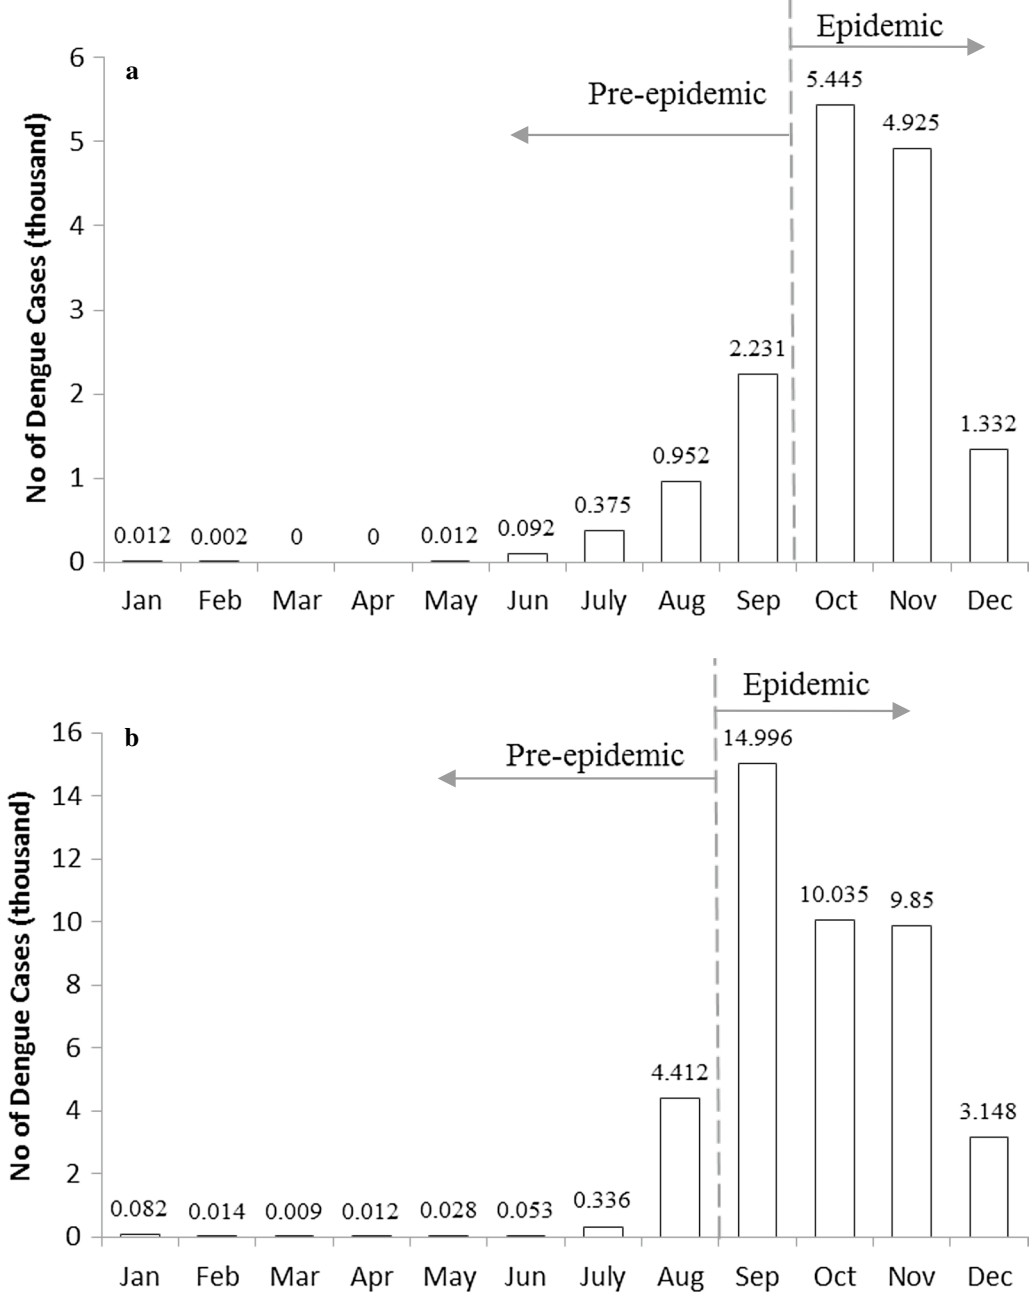 a
Epidemic
Pre-epidemic
No of Dengue Cases (thousand)
6
5
4
3
2
1
0
0.012 0.002 0 0 0.012 0.092 0.375 0.952 2.231 5.445 4.925 1.332
Jan Feb Mar Apr May Jun July Aug Sep Oct Nov Dec
b
Epidemic
Pre-epidemic
No of Dengue Cases (thousand)
16
14
12
10
8
6
4
2
0
0.082 0.014 0.009 0.012 0.028 0.053 0.336 4.412 14.996 10.035 9.85 3.148
Jan Feb Mar Apr May Jun July Aug Sep Oct Nov Dec